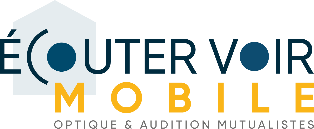 ÉCOUTER VOIR
MOBILE
OPTIQUE & AUDITION MUTUALISTES